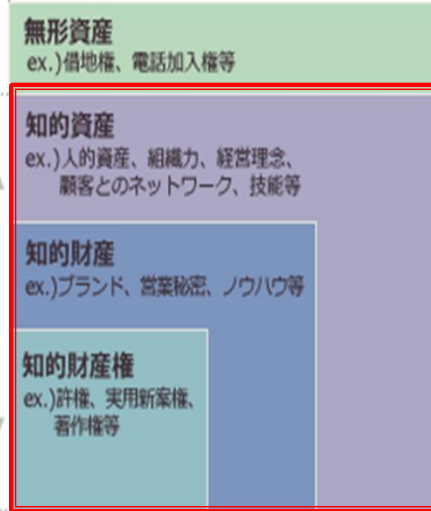 無形資産
ex.)借地権、電話加入権等
知的資産
ex.)人的資産、組織力、経営理念、
顧客とのネットワーク、技能等
知的財産
ex.)ブランド、営業秘密、ノウハウ等
知的財産権
ex.)許権、実用新案権、
著作権等